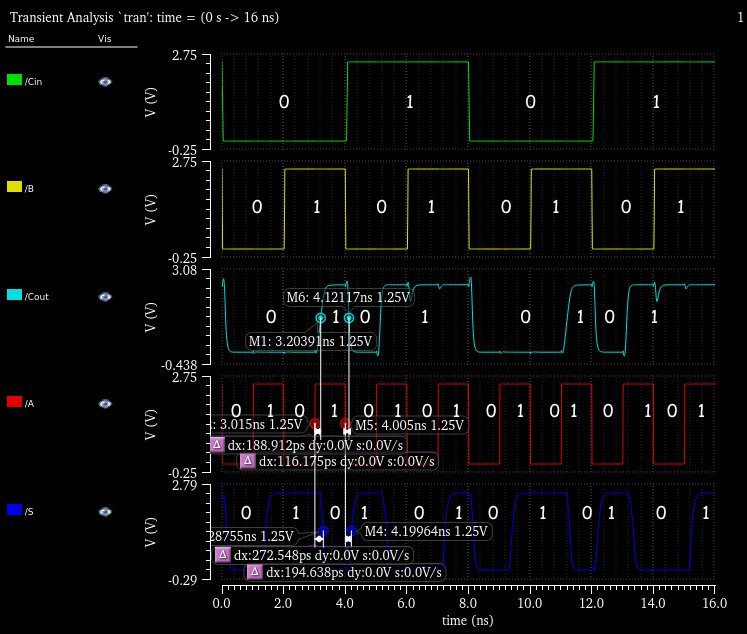 Transient Analysis `tran': time = (0 s -> 16 ns)
1
Name Vis
/Cin
2.75
V (V)
0 1 0 1
-0.25
/B
2.75
V (V)
0 1 0 1 0 1 0 1
-0.25
/Cout
3.08
V (V)
M6: 4.12117ns 1.25V
0 1 0 1 0 1 0 1
M1: 3.20391ns 1.25V
-0.438
/A
2.75
V (V)
0 1 0 1 0 1 0 1 0 1 0 1 0 1 0 1
: 3.015ns 1.25V
M5: 4.005ns 1.25V
Δ dx:188.912ps dy:0.0V s:0.0V/s
Δ dx:116.175ps dy:0.0V s:0.0V/s
-0.25
/S
2.79
V (V)
0 1 0 1 0 1 0 1 0 1 0 1
28755ns 1.25V
M4: 4.19964ns 1.25V
Δ dx:272.548ps dy:0.0V s:0.0V/s
Δ dx:194.638ps dy:0.0V s:0.0V/s
-0.29
0.0 2.0 4.0 6.0 8.0 10.0 12.0 14.0 16.0
time (ns)